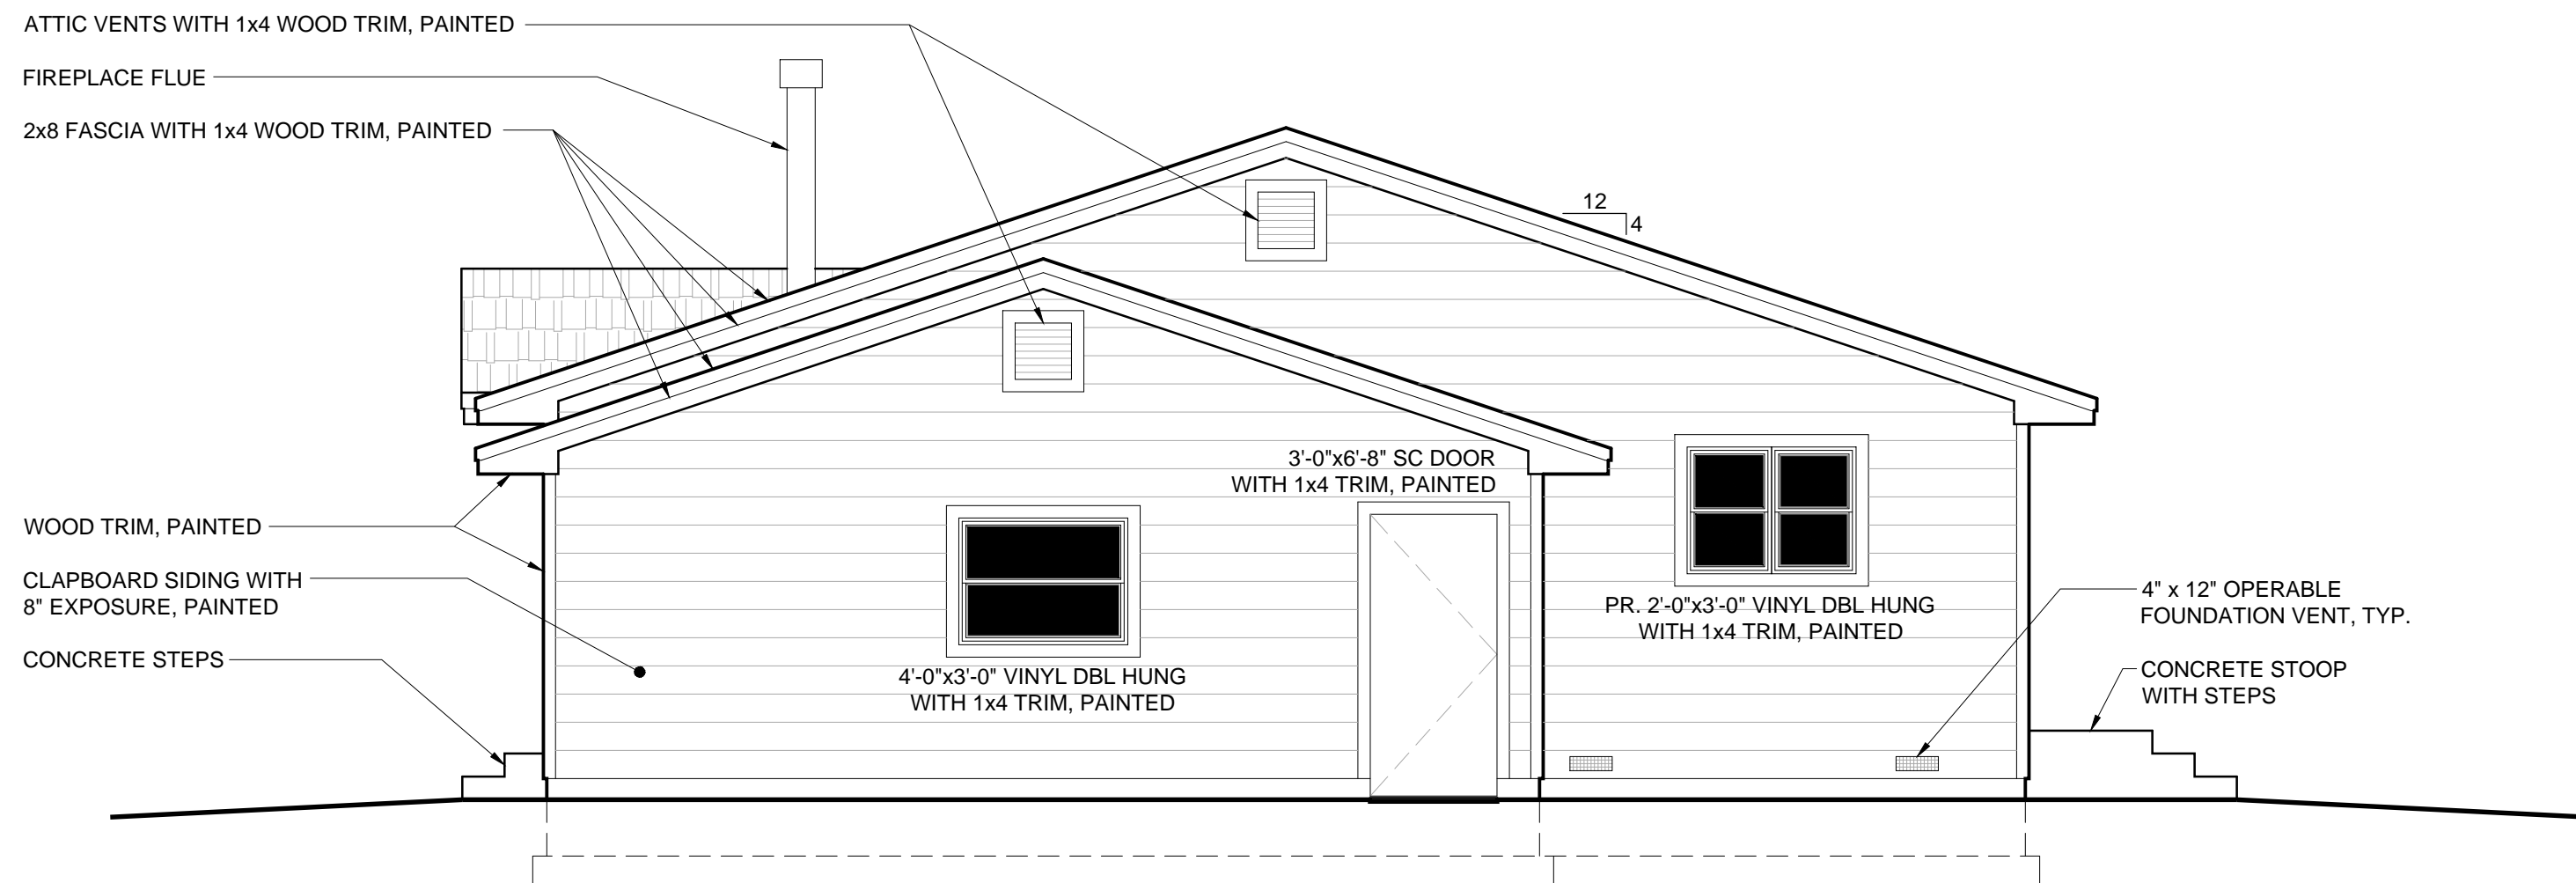 ATTIC VENTS WITH 1x4 WOOD TRIM, PAINTED
FIREPLACE FLUE
2x8 FASCIA WITH 1x4 WOOD TRIM, PAINTED
12
4
3'-0"x6'-8" SC DOOR
WITH 1x4 TRIM, PAINTED
WOOD TRIM, PAINTED
CLAPBOARD SIDING WITH
8" EXPOSURE, PAINTED
CONCRETE STEPS
4'-0"x3'-0" VINYL DBL HUNG
WITH 1x4 TRIM, PAINTED
PR. 2'-0"x3'-0" VINYL DBL HUNG
WITH 1x4 TRIM, PAINTED
4" x 12" OPERABLE
FOUNDATION VENT, TYP.
CONCRETE STOOP
WITH STEPS